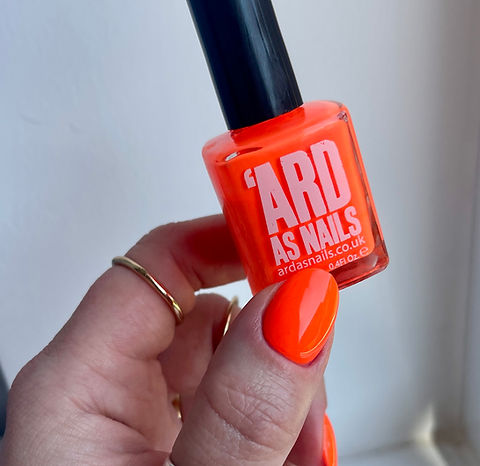 'ARD
AS NAILS
ardasnails.co.uk
0.4FL Oz ℮